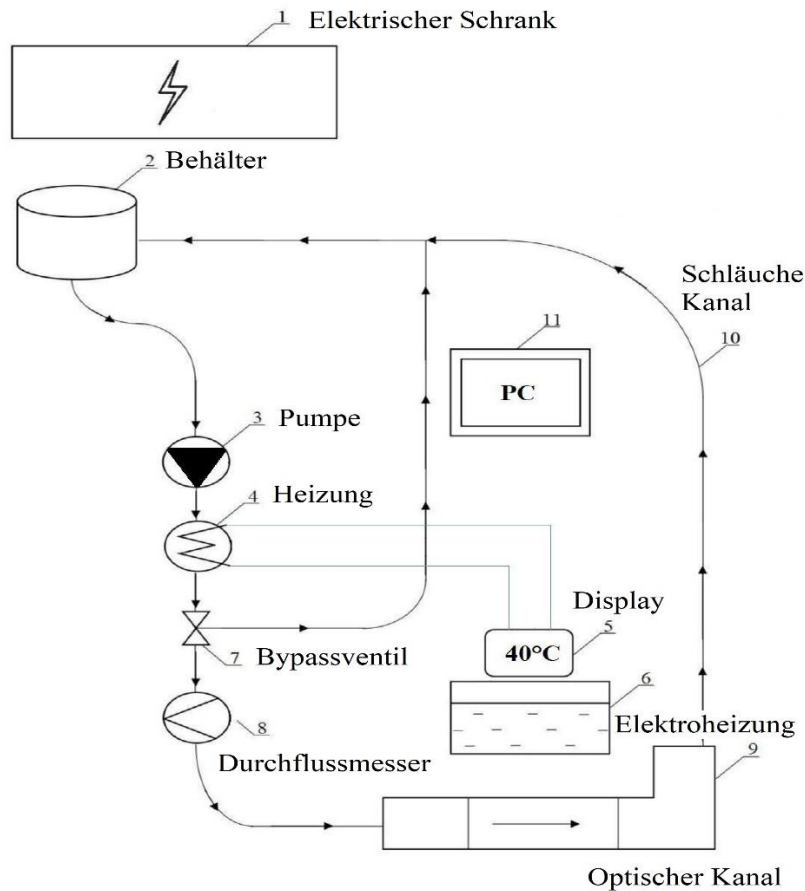 1 Elektrischer Schrank
2 Behälter
Schläuche
Kanal
11
10
PC
3 Pumpe
4 Heizung
Display
5
40°C
7 Bypassventil
6
Elektroheizung
8
Durchflussmesser
9
Optischer Kanal